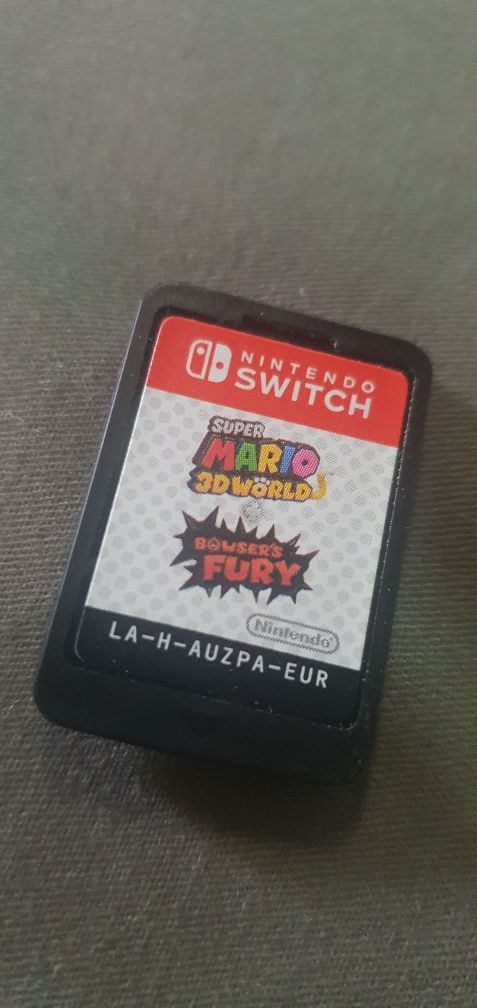 NINTENDO
SWITCH
SUPER
MARIO
3D WORLD
BOWSER'S
FURY
Nintendo®
LA-H-AUZPA-EUR